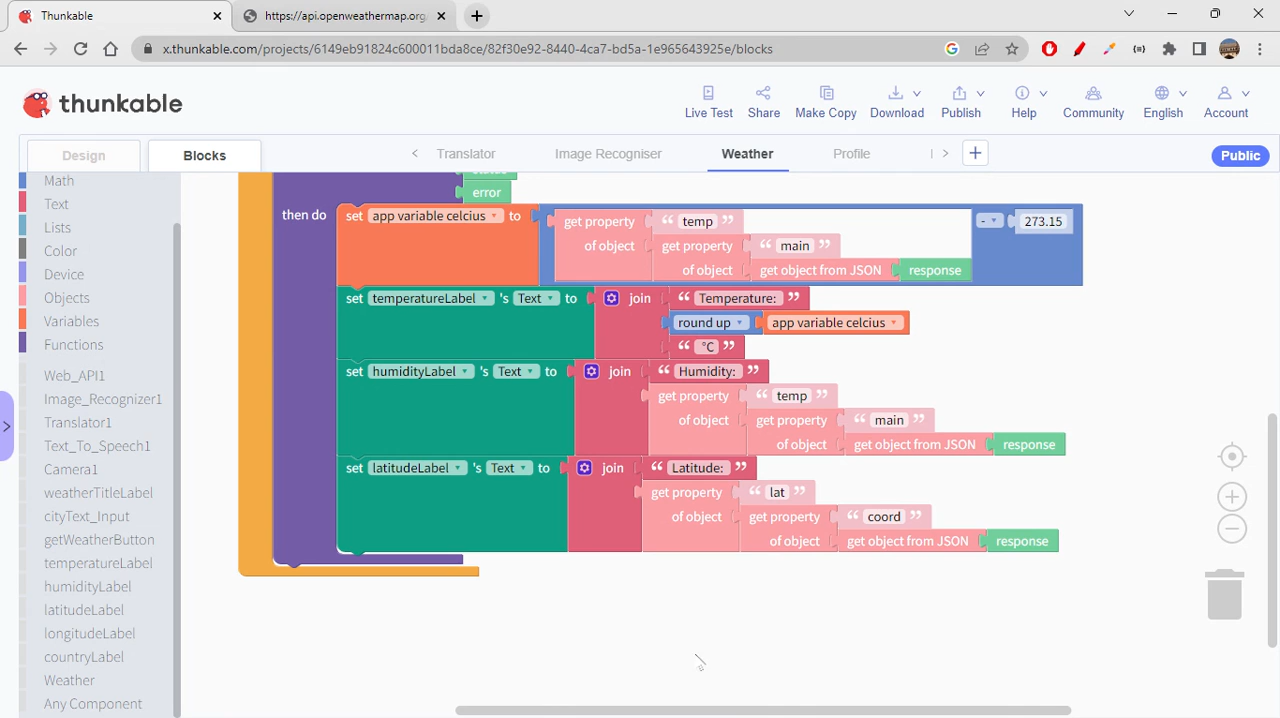 Thunkable
https://api.openweathermap.org
x.thunkable.com/projects/6149eb91824c600011bda8ce/82f30e92-8440-4ca7-bd5a-1e965643925e/blocks
thunkable
Live Test
Share
Make Copy
Download
Publish
Help
Community
English
Account
Design
Blocks
Translator
Image Recogniser
Weather
Profile
Public
Math
Text
Lists
Color
Device
Objects
Variables
Functions
Web_API1
Image_Recognizer1
Translator1
Text_To_Speech1
Camera1
weatherTitleLabel
cityText_Input
getWeatherButton
temperatureLabel
humidityLabel
latitudeLabel
longitudeLabel
countryLabel
Weather
Any Component
error
then do set app variable celcius to get property “ temp ” - 273.15
of object get property “ main ”
of object get object from JSON response
set temperatureLabel 's Text to join “ Temperature: ”
round up app variable celcius
“ °C ”
set humidityLabel 's Text to join “ Humidity: ”
get property “ temp ”
of object get property “ main ”
of object get object from JSON response
set latitudeLabel 's Text to join “ Latitude: ”
get property “ lat ”
of object get property “ coord ”
of object get object from JSON response